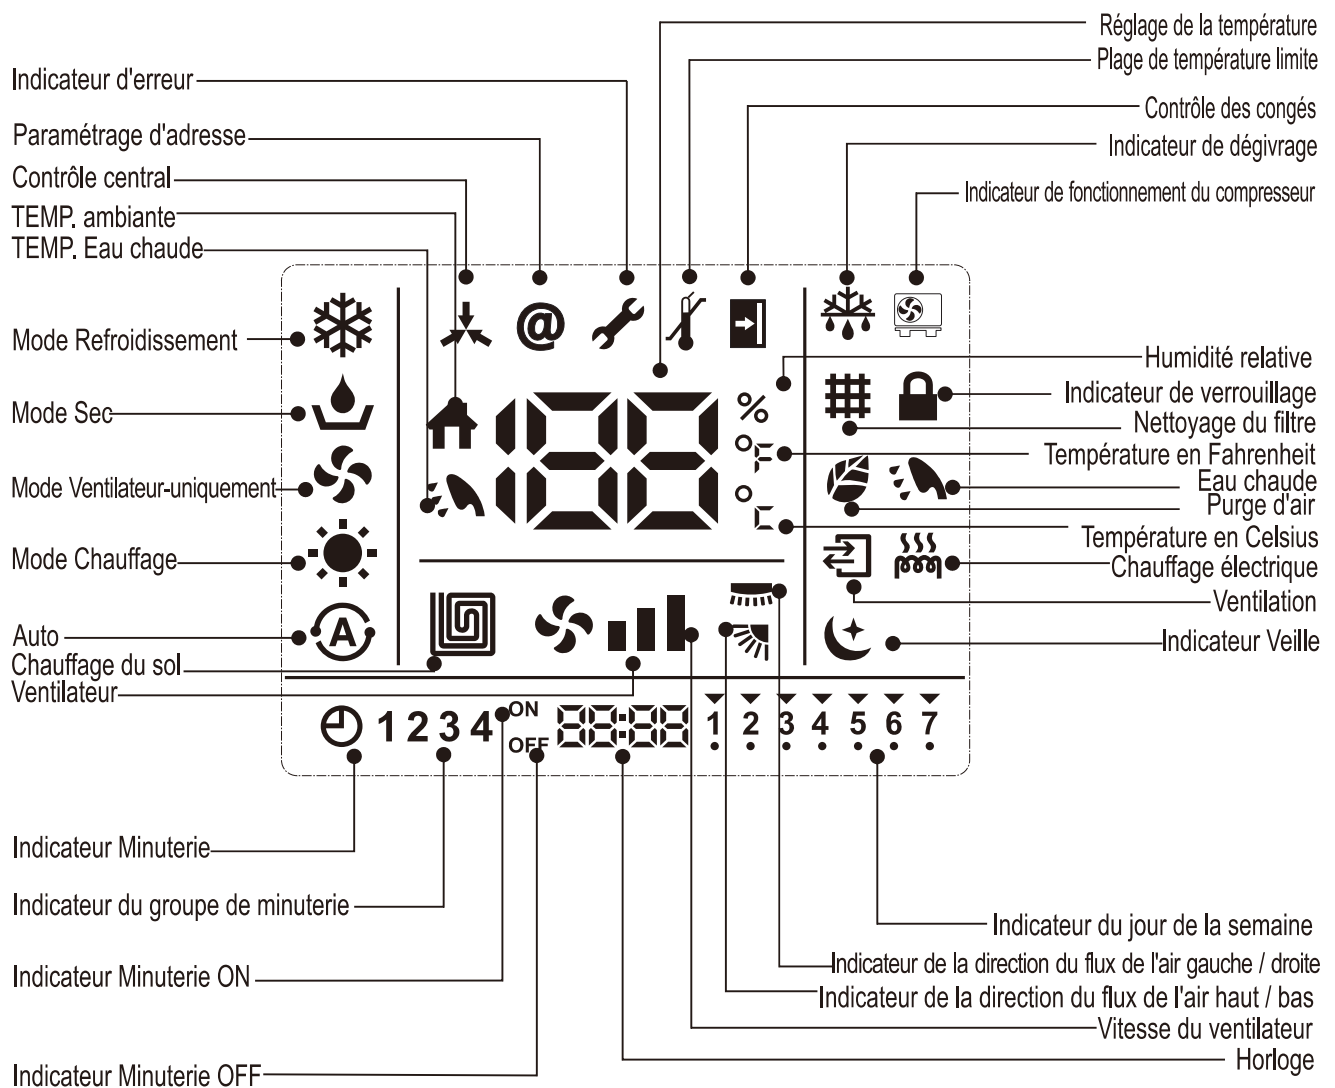 Réglage de la température
Plage de température limite
Indicateur d'erreur
Contrôle des congés
Paramétrage d'adresse
Indicateur de dégivrage
Contrôle central
Indicateur de fonctionnement du compresseur
TEMP. ambiante
TEMP. Eau chaude
@
Mode Refroidissement
Humidité relative
Indicateur de verrouillage
Mode Sec
%
Nettoyage du filtre
°F
Température en Fahrenheit
Mode Ventilateur-uniquement
Eau chaude
Purge d'air
188
°C
Température en Celsius
Mode Chauffage
Chauffage électrique
Ventilation
Auto
A
Indicateur Veille
Chauffage du sol
Ventilateur
1 2 3 4 ON OFF 88:88 1 2 3 4 5 6 7
Indicateur Minuterie
Indicateur du groupe de minuterie
Indicateur du jour de la semaine
Indicateur Minuterie ON
Indicateur de la direction du flux de l'air gauche / droite
Indicateur de la direction du flux de l'air haut / bas
Vitesse du ventilateur
Horloge
Indicateur Minuterie OFF